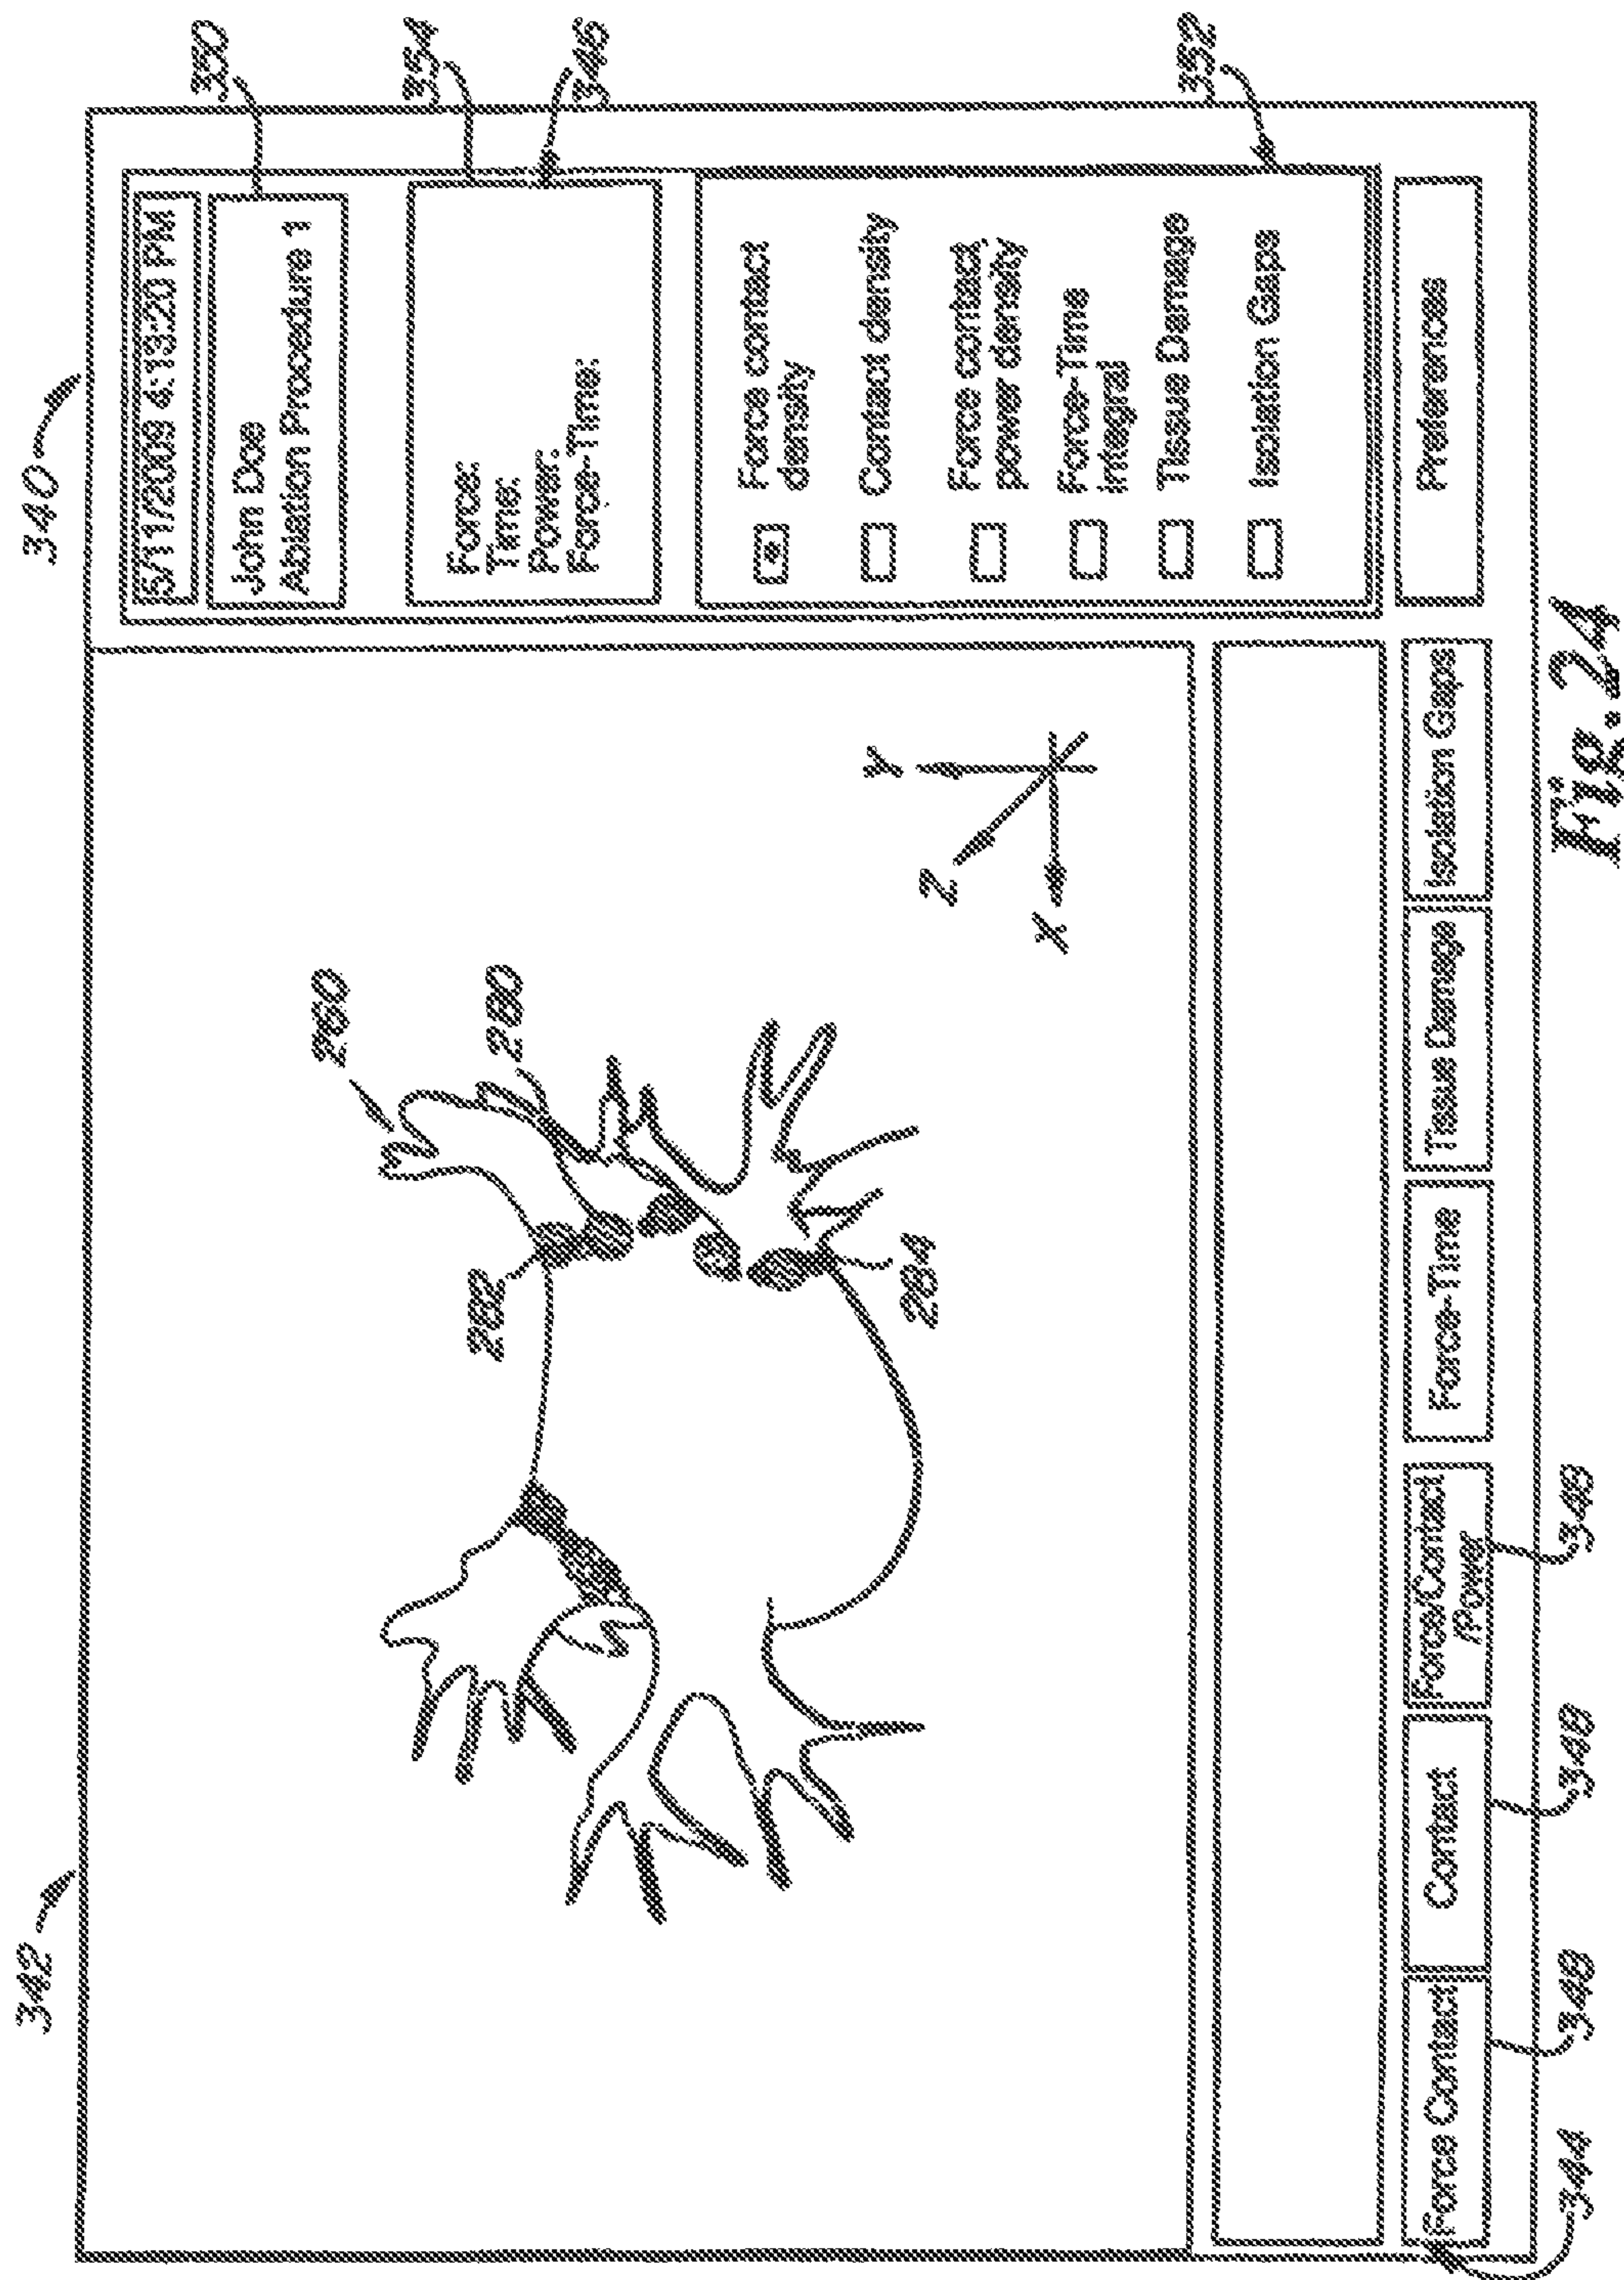 340
342
5/11/2009 4:13:20 PM
350
John Doe
Ablation Procedure 1
354
346
Force:
Time:
Power:
Force-Time:
352
Force contact
density
Contact density
Force contact
power density
Force-Time
integral
Tissue Damage
Isolation Gaps
Preferences
260
280
282
284
Y
Z
X
Force Contact
Contact
Force/Contact
/Power
Force-Time
Tissue Damage
Isolation Gaps
344
348
348
348
Fig. 24